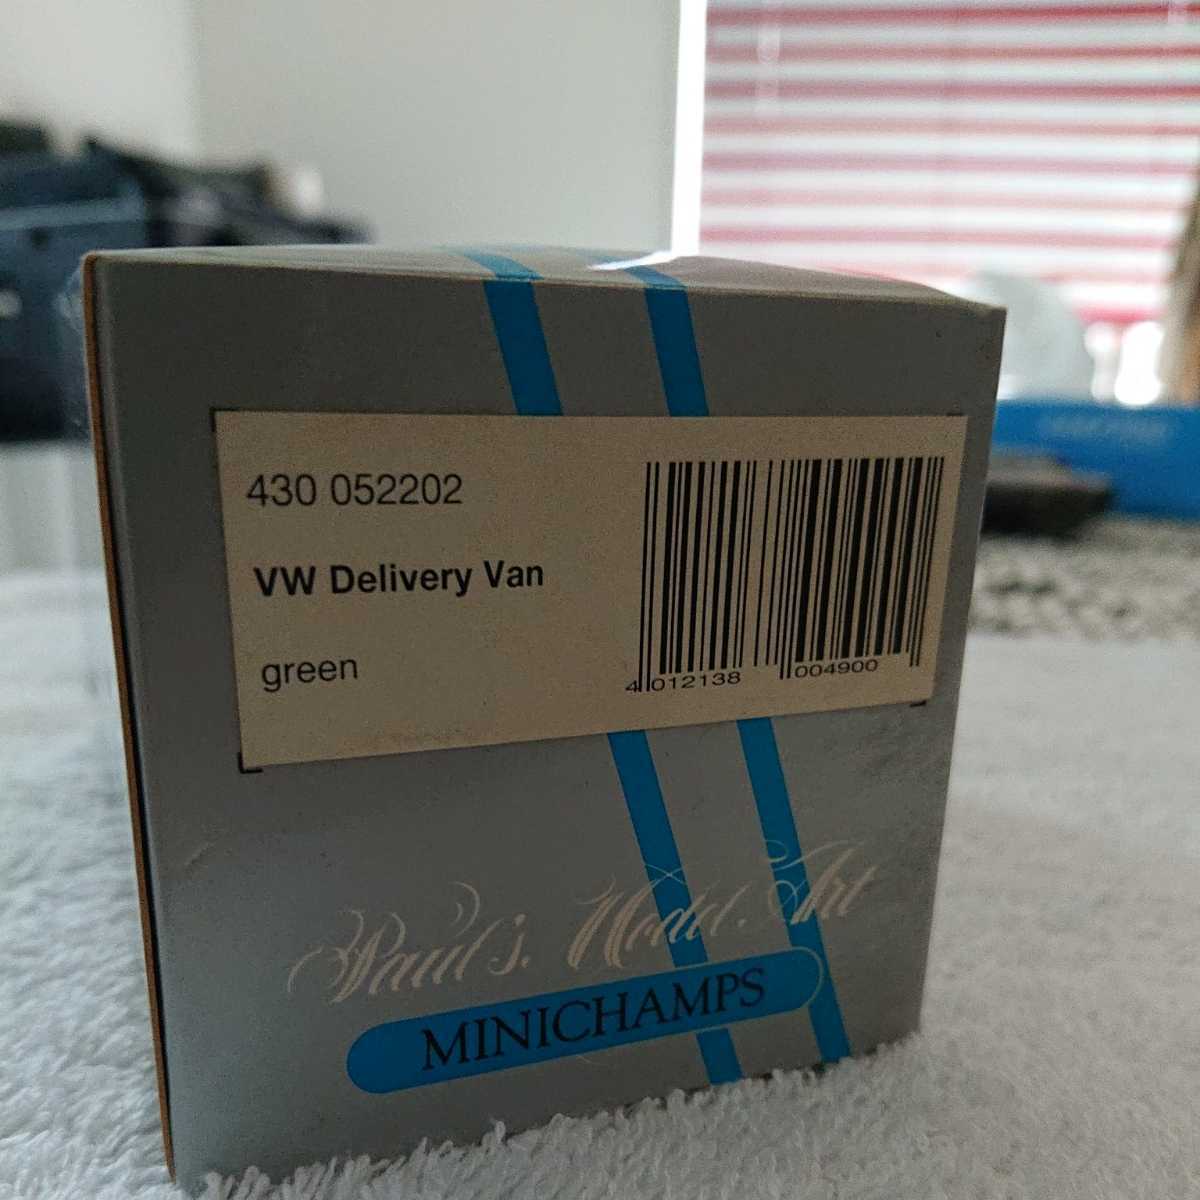 430 052202
VW Delivery Van
green
4 012138 004900
Paul's Model Art
MINICHAMPS